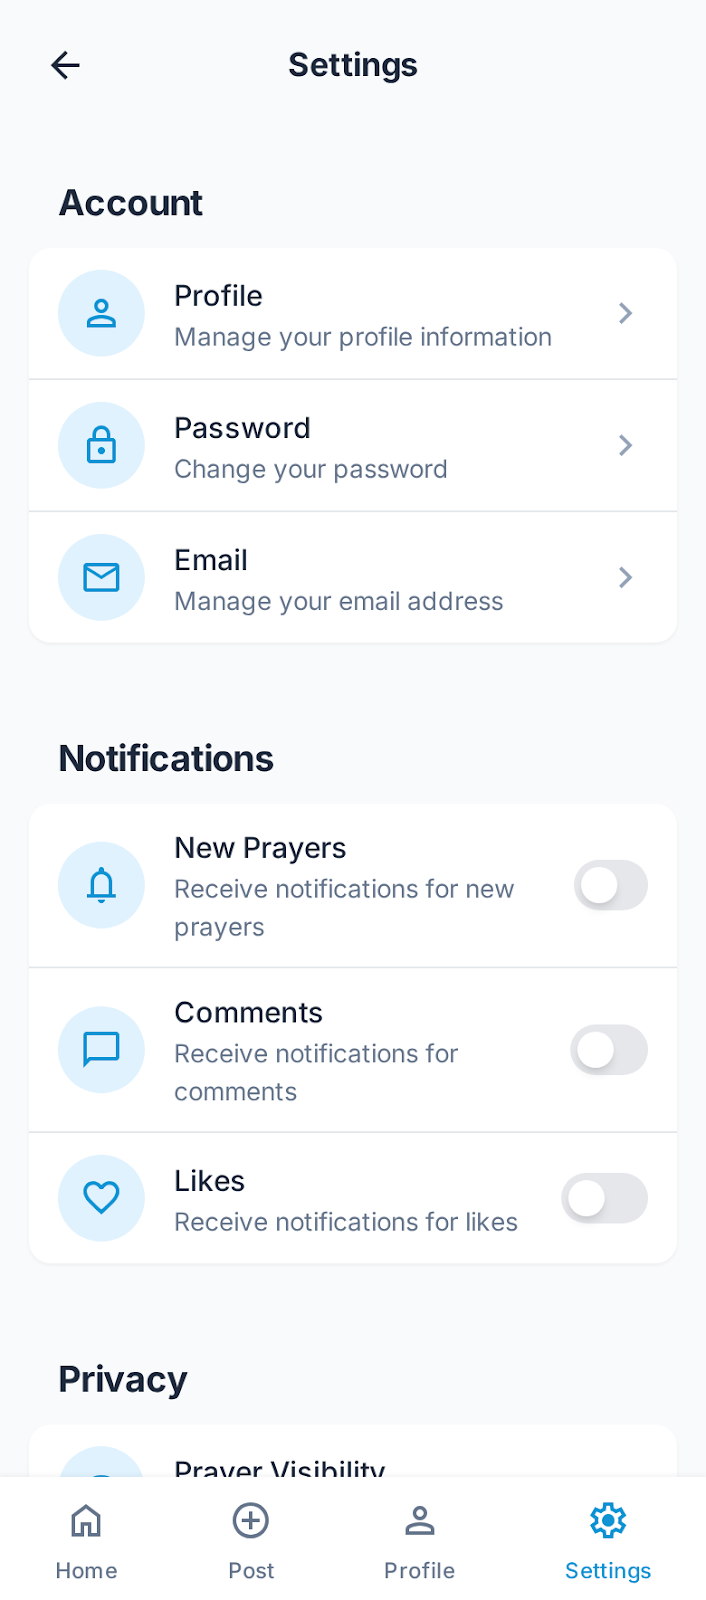 Settings
Account
Profile
Manage your profile information
Password
Change your password
Email
Manage your email address
Notifications
New Prayers
Receive notifications for new
prayers
Comments
Receive notifications for
comments
Likes
Receive notifications for likes
Privacy
Prayer Visibility
Home
Post
Profile
Settings